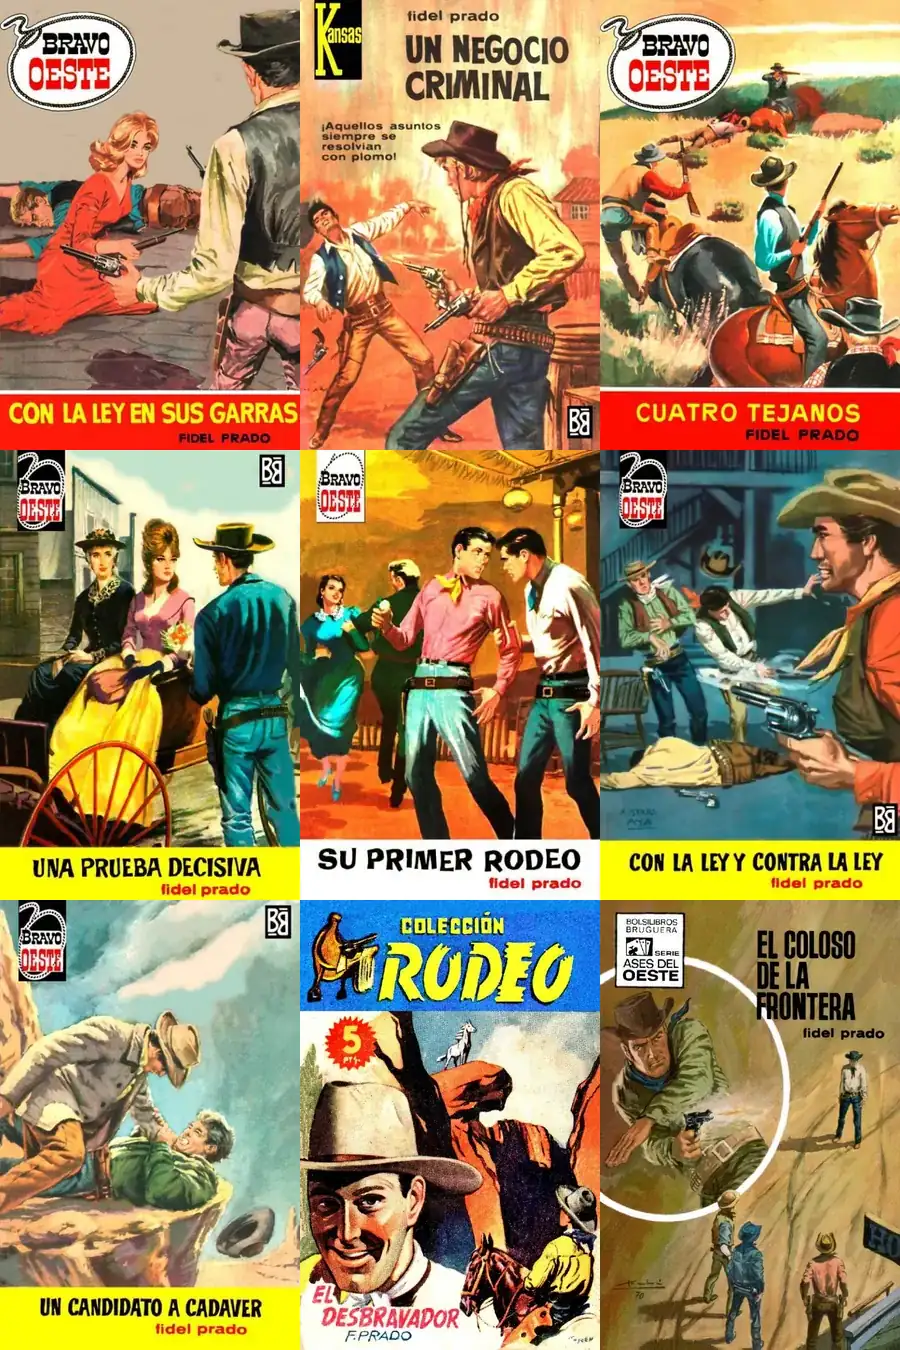 BRAVO
OESTE
CON LA LEY EN SUS GARRAS
FIDEL PRADO
Kansas
fidel prado
UN NEGOCIO
CRIMINAL
¡Aquellos asuntos
siempre se
resolvian
con plomo!
BRAVO
OESTE
CUATRO TEJANOS
FIDEL PRADO
BRAVO
OESTE
UNA PRUEBA DECISIVA
fidel prado
BRAVO
OESTE
SU PRIMER RODEO
fidel prado
BRAVO
OESTE
CON LA LEY Y CONTRA LA LEY
fidel prado
BRAVO
OESTE
UN CANDIDATO A CADAVER
fidel prado
COLECCIÓN
RODEO
5
PTS.
EL
DESBRAVADOR
F. PRADO
BOLSILIBROS
BRUGUERA
SERIE
ASES DEL
OESTE
EL COLOSO
DE LA
FRONTERA
fidel prado
HO
70